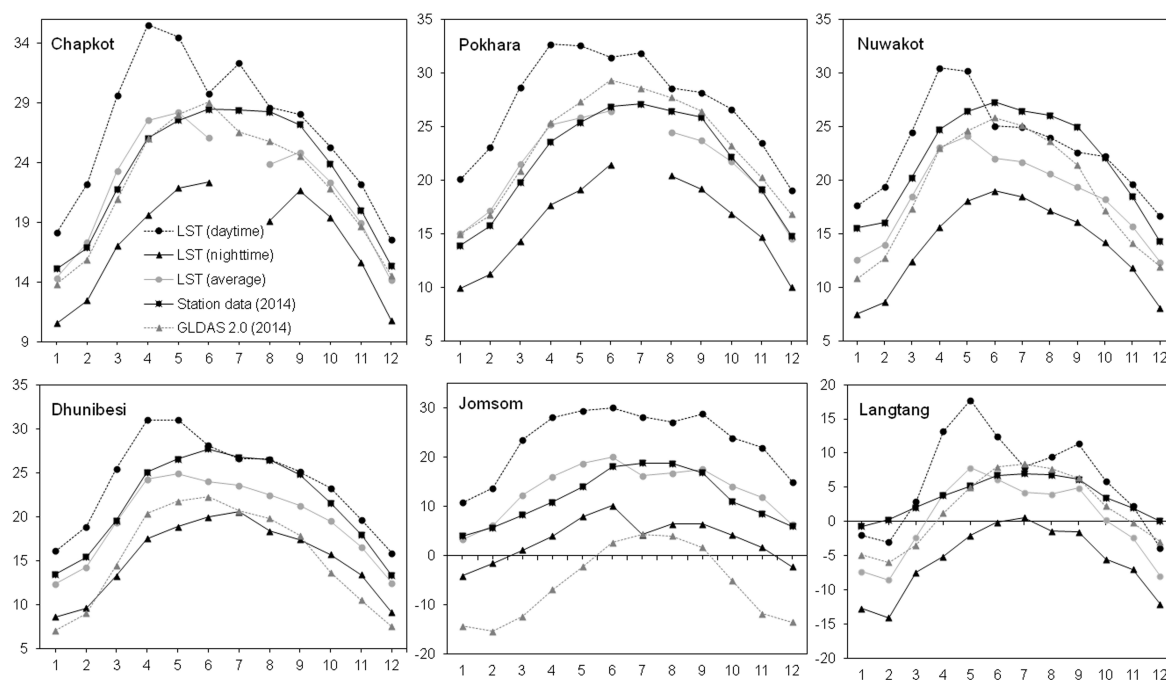 Chapkot
34
29
24
19
14
9
LST (daytime)
LST (nighttime)
LST (average)
Station data (2014)
GLDAS 2.0 (2014)
1 2 3 4 5 6 7 8 9 10 11 12
Pokhara
35
30
25
20
15
10
5
1 2 3 4 5 6 7 8 9 10 11 12
Nuwakot
35
30
25
20
15
10
5
1 2 3 4 5 6 7 8 9 10 11 12
Dhunibesi
35
30
25
20
15
10
5
1 2 3 4 5 6 7 8 9 10 11 12
Jomsom
30
20
10
0
-10
-20
1 2 3 4 5 6 7 8 9 10 11 12
Langtang
20
15
10
5
0
-5
-10
-15
-20
1 2 3 4 5 6 7 8 9 10 11 12